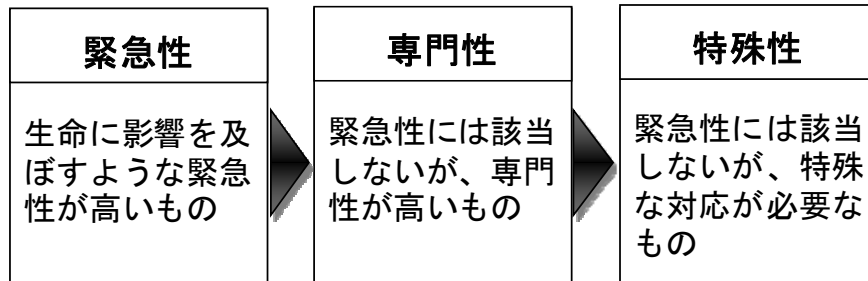 緊急性
生命に影響を及
ぼすような緊急
性が高いもの
専門性
緊急性には該当
しないが、専門
性が高いもの
特殊性
緊急性には該当
しないが、特殊
な対応が必要な
もの